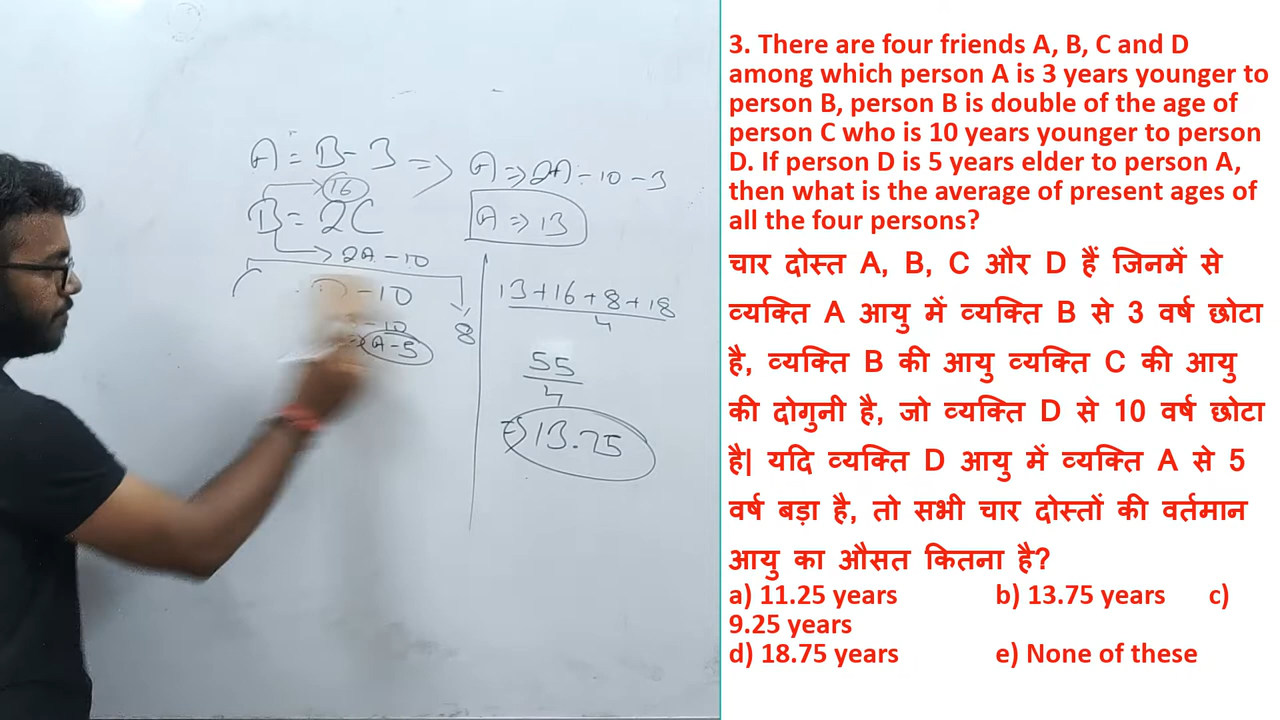 A = B - 3 => A => 2A - 10 - 3
16
B = 2C
A => 13
2A - 10
- 10
- 10
A - 5
8
13 + 16 + 8 + 18
4
55
4
=> 13.25
3. There are four friends A, B, C and D
among which person A is 3 years younger to
person B, person B is double of the age of
person C who is 10 years younger to person
D. If person D is 5 years elder to person A,
then what is the average of present ages of
all the four persons?
चार दोस्त A, B, C और D हैं जिनमें से
व्यक्ति A आयु में व्यक्ति B से 3 वर्ष छोटा
है, व्यक्ति B की आयु व्यक्ति C की आयु
की दोगुनी है, जो व्यक्ति D से 10 वर्ष छोटा
है| यदि व्यक्ति D आयु में व्यक्ति A से 5
वर्ष बड़ा है, तो सभी चार दोस्तों की वर्तमान
आयु का औसत कितना है?
a) 11.25 years b) 13.75 years c)
9.25 years
d) 18.75 years e) None of these